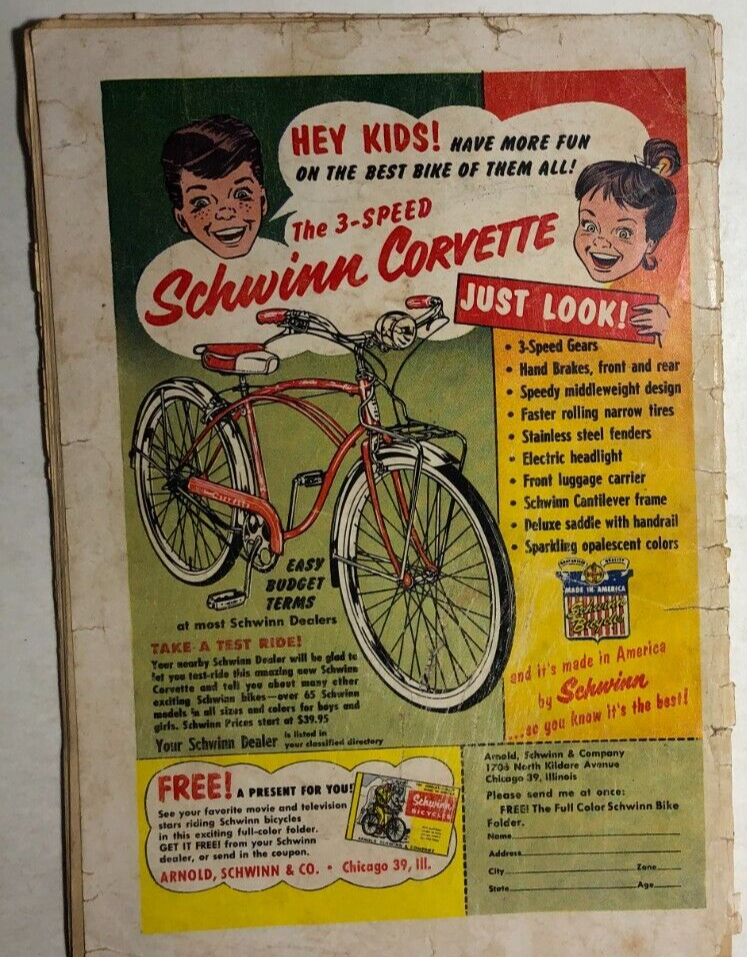 HEY KIDS! HAVE MORE FUN
ON THE BEST BIKE OF THEM ALL!
The 3-SPEED
Schwinn CORVETTE
JUST LOOK!
• 3-Speed Gears
• Hand Brakes, front and rear
• Speedy middleweight design
• Faster rolling narrow tires
• Stainless steel fenders
• Electric headlight
• Front luggage carrier
• Schwinn Cantilever frame
• Deluxe saddle with handrail
• Sparkling opalescent colors
MADE IN AMERICA
Schwinn
Bicycles
and it's made in America
by Schwinn
...so you know it's the best!
EASY
BUDGET
TERMS
at most Schwinn Dealers
TAKE A TEST RIDE!
Your nearby Schwinn Dealer will be glad to
let you test-ride this amazing new Schwinn
Corvette and tell you about many other
exciting Schwinn bikes—over 65 Schwinn
models in all sizes and colors for boys and
girls. Schwinn Prices start at $39.95
Your Schwinn Dealer is listed in
your classified directory
FREE! A PRESENT FOR YOU!
See your favorite movie and television
stars riding Schwinn bicycles
in this exciting full-color folder.
GET IT FREE! from your Schwinn
dealer, or send in the coupon.
ARNOLD, SCHWINN & CO. • Chicago 39, Ill.
Schwinn
BICYCLES
Arnold, Schwinn & Company
1706 North Kildare Avenue
Chicago 39, Illinois
Please send me at once:
FREE! The Full Color Schwinn Bike
Folder.
Name
Address
City Zone
State Age